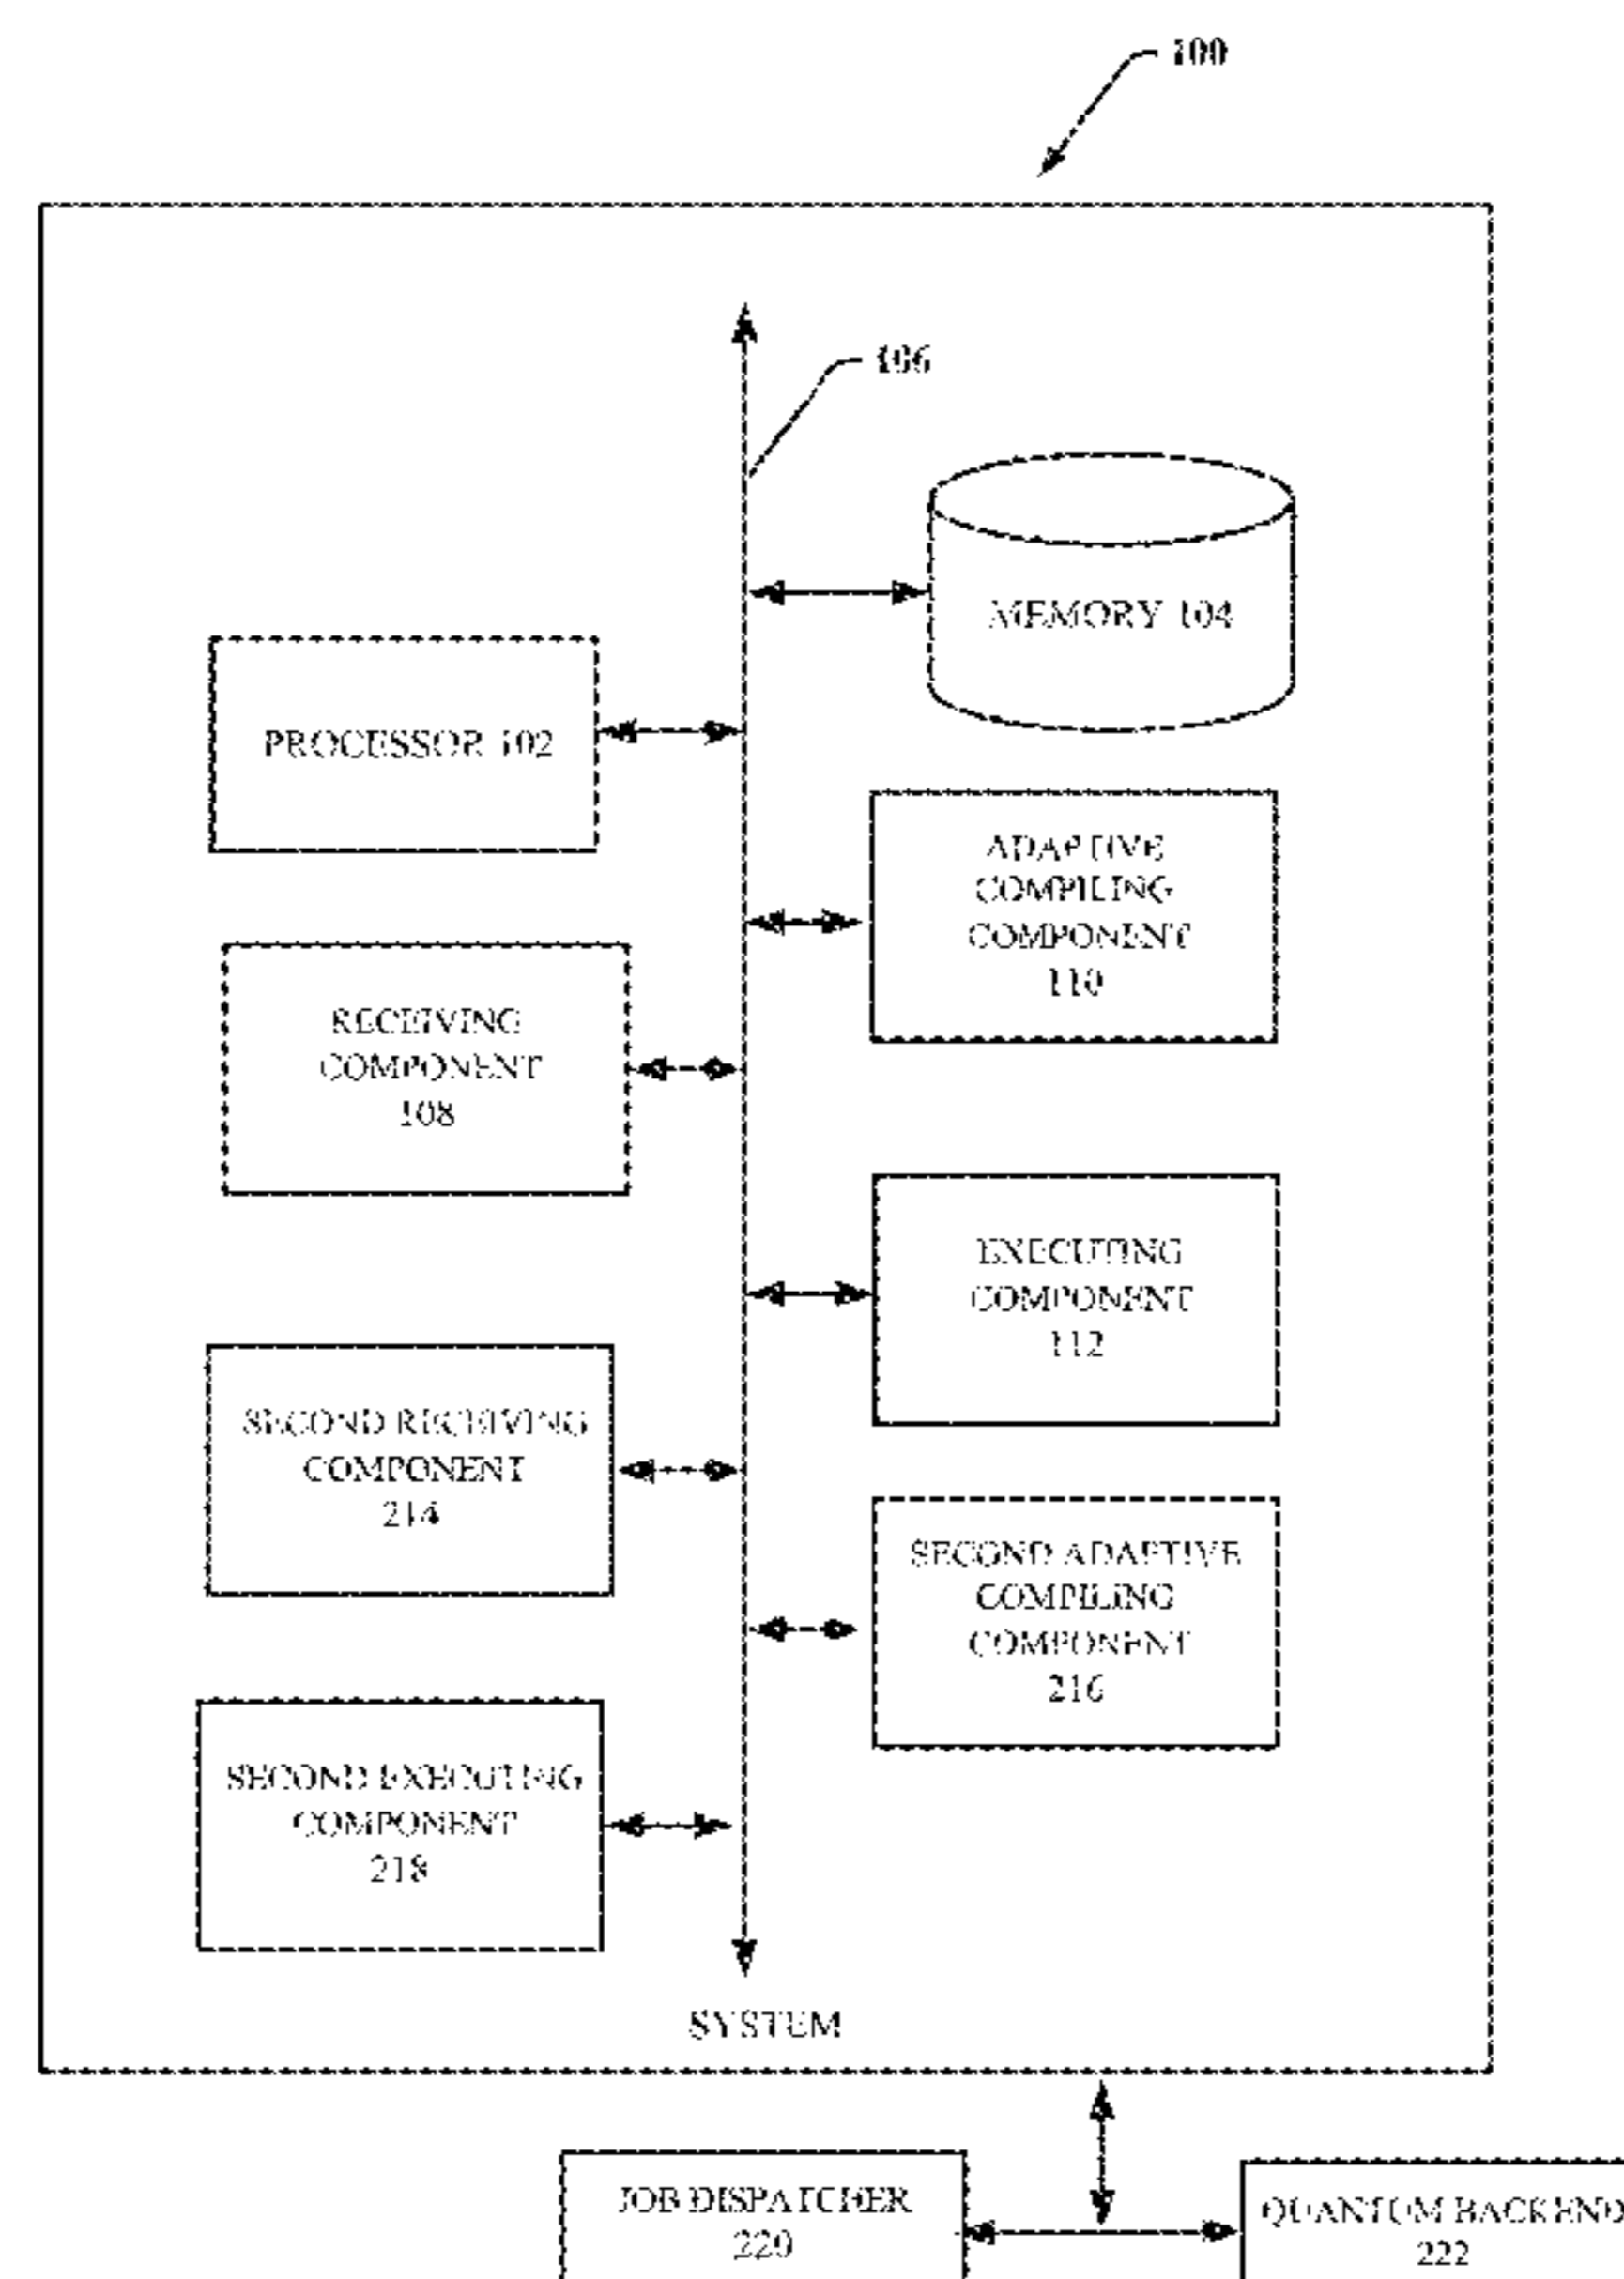 100
106
MEMORY 104
PROCESSOR 102
ADAPTIVE
COMPILING
COMPONENT
110
RECEIVING
COMPONENT
108
EXECUTING
COMPONENT
112
SECOND RECEIVING
COMPONENT
214
SECOND ADAPTIVE
COMPILING
COMPONENT
216
SECOND EXECUTING
COMPONENT
218
SYSTEM
JOB DISPATCHER
220
QUANTUM BACKEND
222